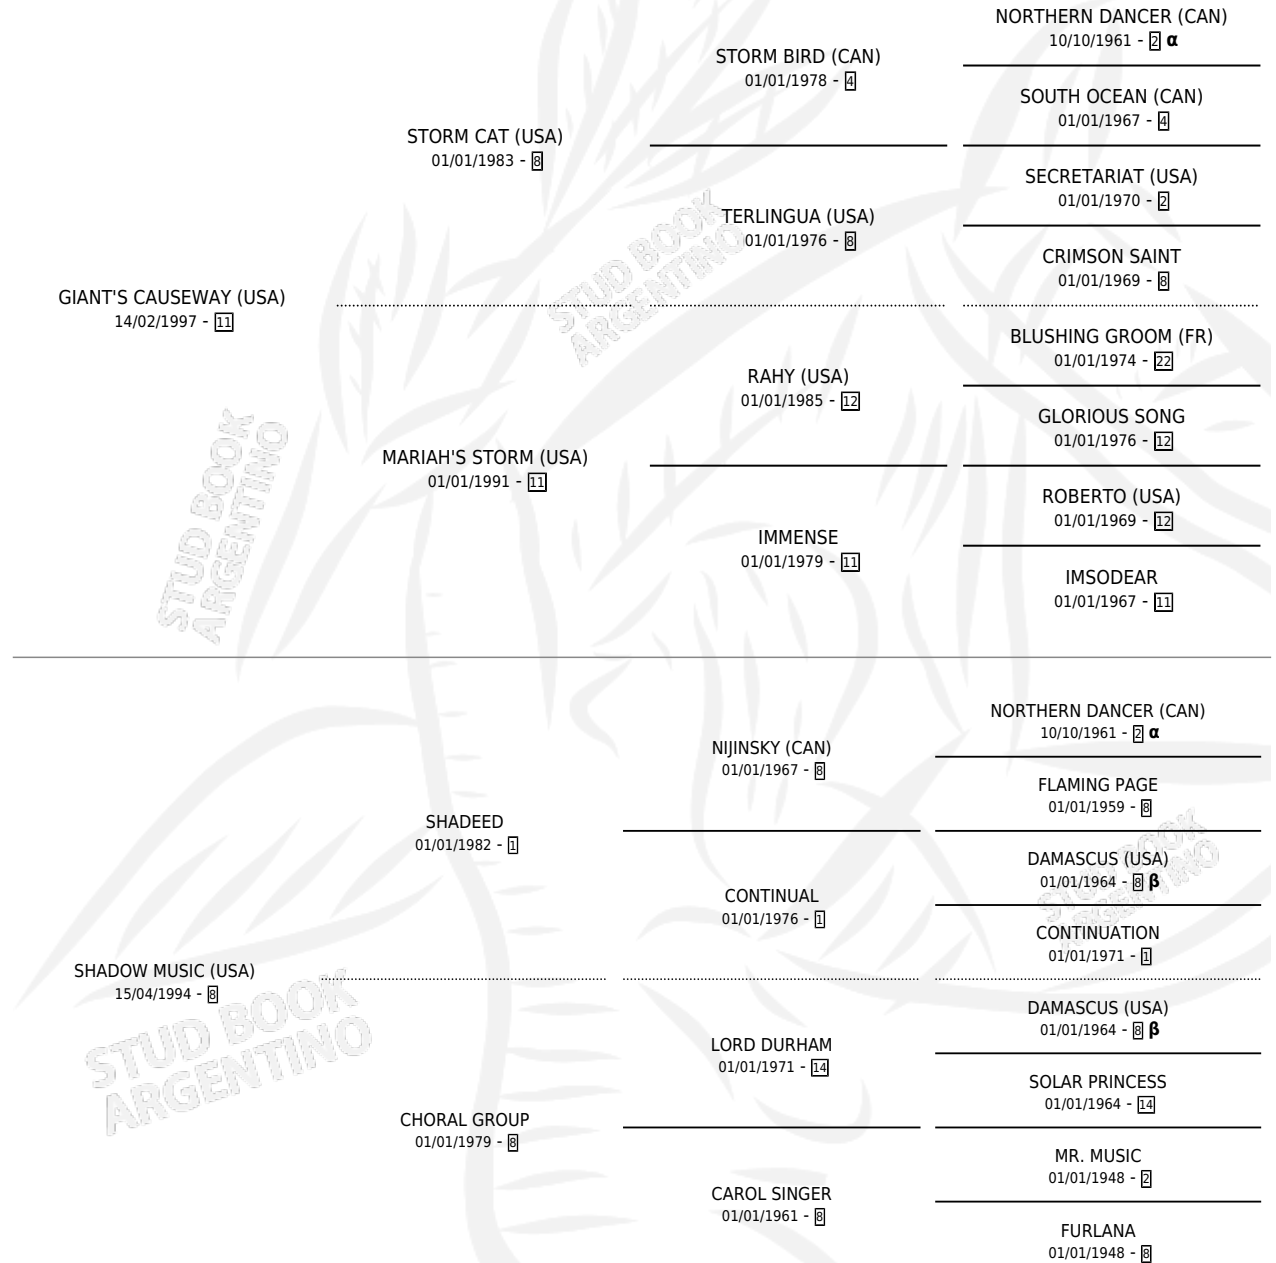 NORTHERN DANCER (CAN)
10/10/1961 - 2 α
STORM BIRD (CAN)
01/01/1978 - 4
SOUTH OCEAN (CAN)
01/01/1967 - 4
STORM CAT (USA)
01/01/1983 - 8
SECRETARIAT (USA)
01/01/1970 - 2
TERLINGUA (USA)
01/01/1976 - 8
CRIMSON SAINT
01/01/1969 - 8
STUD BOOK
ARGENTINO
GIANT'S CAUSEWAY (USA)
14/02/1997 - 11
BLUSHING GROOM (FR)
01/01/1974 - 22
RAHY (USA)
01/01/1985 - 12
GLORIOUS SONG
01/01/1976 - 12
MARIAH'S STORM (USA)
01/01/1991 - 11
ROBERTO (USA)
01/01/1969 - 12
IMMENSE
01/01/1979 - 11
IMSODEAR
01/01/1967 - 11
STUD BOOK
ARGENTINO
NORTHERN DANCER (CAN)
10/10/1961 - 2 α
NIJINSKY (CAN)
01/01/1967 - 8
FLAMING PAGE
01/01/1959 - 8
SHADEED
01/01/1982 - 1
DAMASCUS (USA)
01/01/1964 - 8 β
CONTINUAL
01/01/1976 - 1
CONTINUATION
01/01/1971 - 1
STUD BOOK
ARGENTINO
SHADOW MUSIC (USA)
15/04/1994 - 8
DAMASCUS (USA)
01/01/1964 - 8 β
LORD DURHAM
01/01/1971 - 14
SOLAR PRINCESS
01/01/1964 - 14
CHORAL GROUP
01/01/1979 - 8
MR. MUSIC
01/01/1948 - 2
CAROL SINGER
01/01/1961 - 8
FURLANA
01/01/1948 - 8
STUD BOOK
ARGENTINO